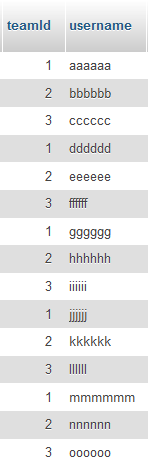 teamId username
1 aaaaaa
2 bbbbbb
3 cccccc
1 dddddd
2 eeeeee
3 ffffff
1 gggggg
2 hhhhhh
3 iiiiii
1 jjjjjj
2 kkkkkk
3 llllll
1 mmmmmm
2 nnnnnn
3 oooooo